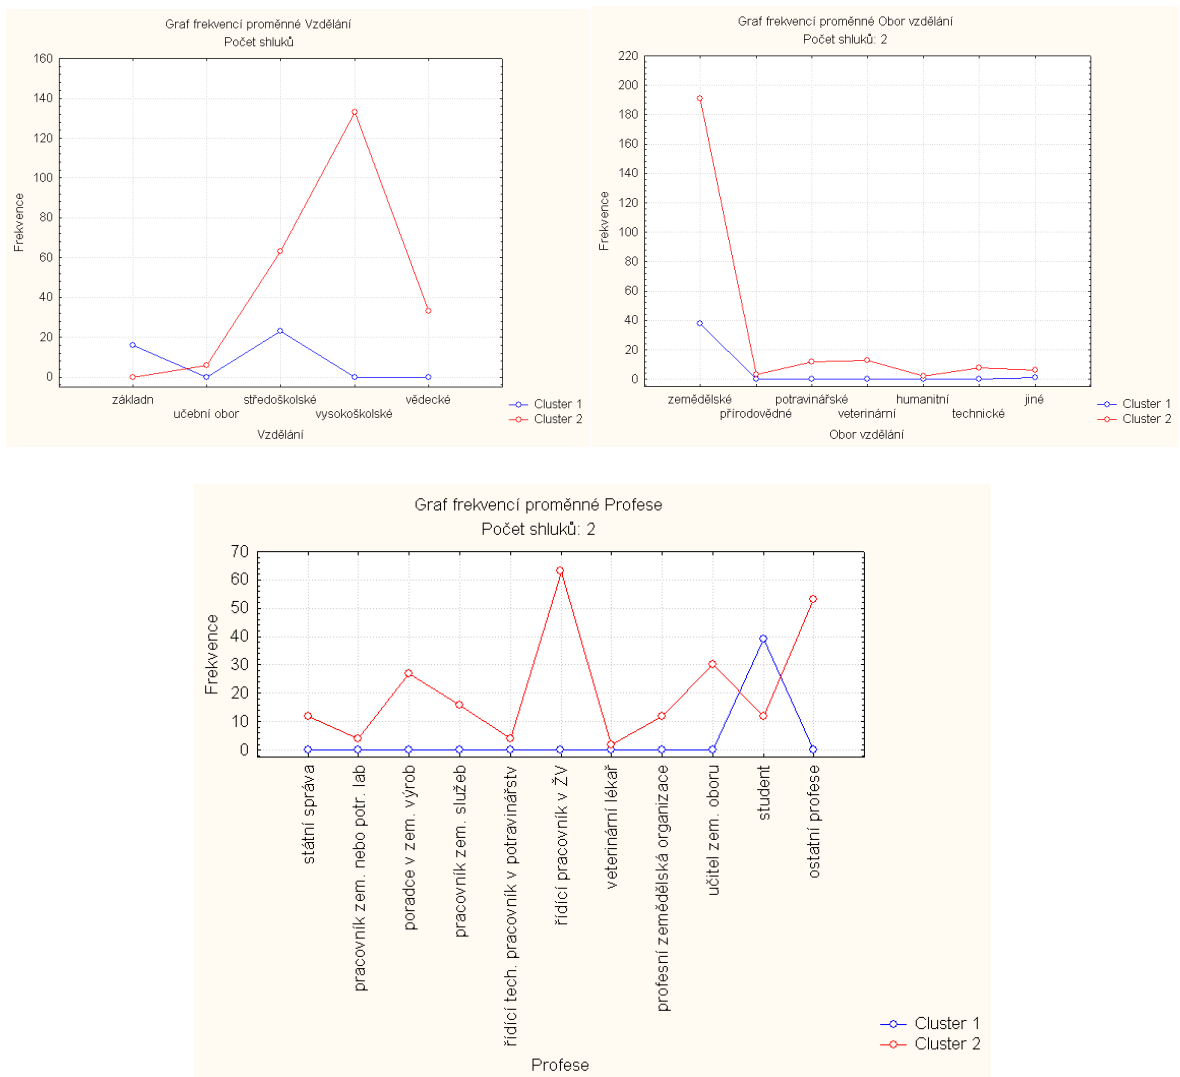 Graf frekvencí proměnné Vzdělání
Počet shluků
160
140
120
100
80
60
40
20
0
Frekvence
základn
učební obor
středoškolské
vysokoškolské
vědecké
Vzdělání
Cluster 1
Cluster 2
Graf frekvencí proměnné Obor vzdělání
Počet shluků: 2
220
200
180
160
140
120
100
80
60
40
20
0
Frekvence
zemědělské
přírodovědné
potravinářské
veterinární
humanitní
technické
jiné
Obor vzdělání
Cluster 1
Cluster 2
Graf frekvencí proměnné Profese
Počet shluků: 2
70
60
50
40
30
20
10
0
Frekvence
státní správa
pracovník zem. nebo potr. lab
poradce v zem. výrob
pracovník zem. služeb
řídící tech. pracovník v potravinářstv
řídící pracovník v ŽV
veterinární lékař
profesní zemědělská organizace
učitel zem. oboru
student
ostatní profese
Profese
Cluster 1
Cluster 2